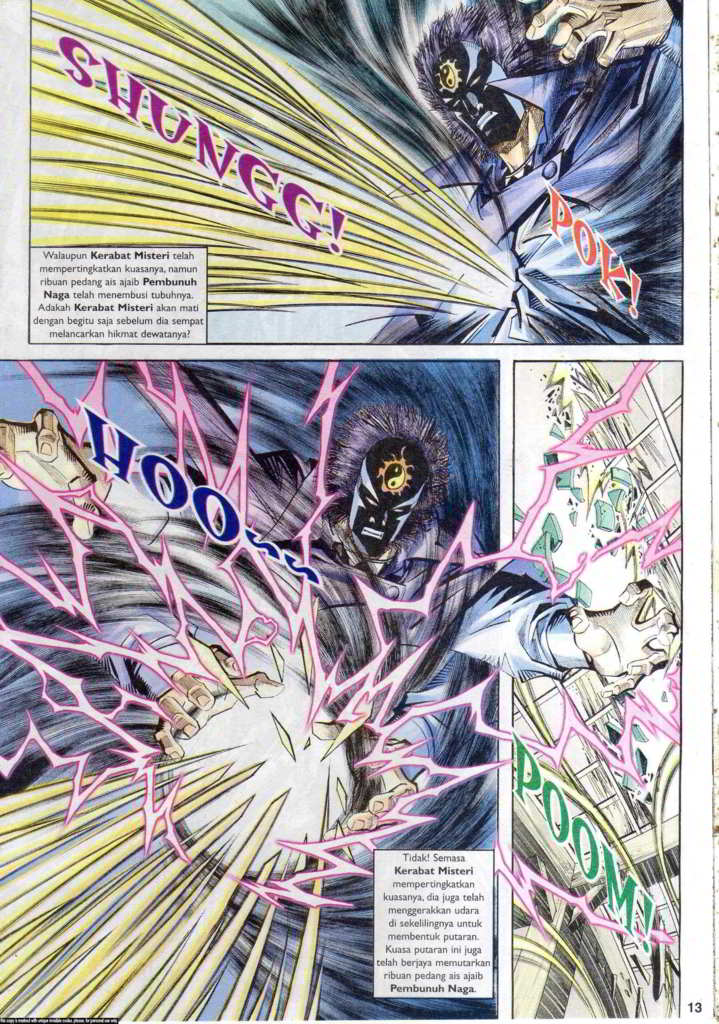 SHUNGG!
POK!
Walaupun Kerabat Misteri telah
mempertingkatkan kuasanya, namun
ribuan pedang ais ajaib Pembunuh
Naga telah menembusi tubuhnya.
Adakah Kerabat Misteri akan mati
dengan begitu saja sebelum dia sempat
melancarkan hikmat dewatanya?
HOO~~
POOM!
Tidak! Semasa
Kerabat Misteri
mempertingkatkan
kuasanya, dia juga telah
menggerakkan udara
di sekelilingnya untuk
membentuk putaran.
Kuasa putaran ini juga
telah berjaya memutarkan
ribuan pedang ais ajaib
Pembunuh Naga.
13